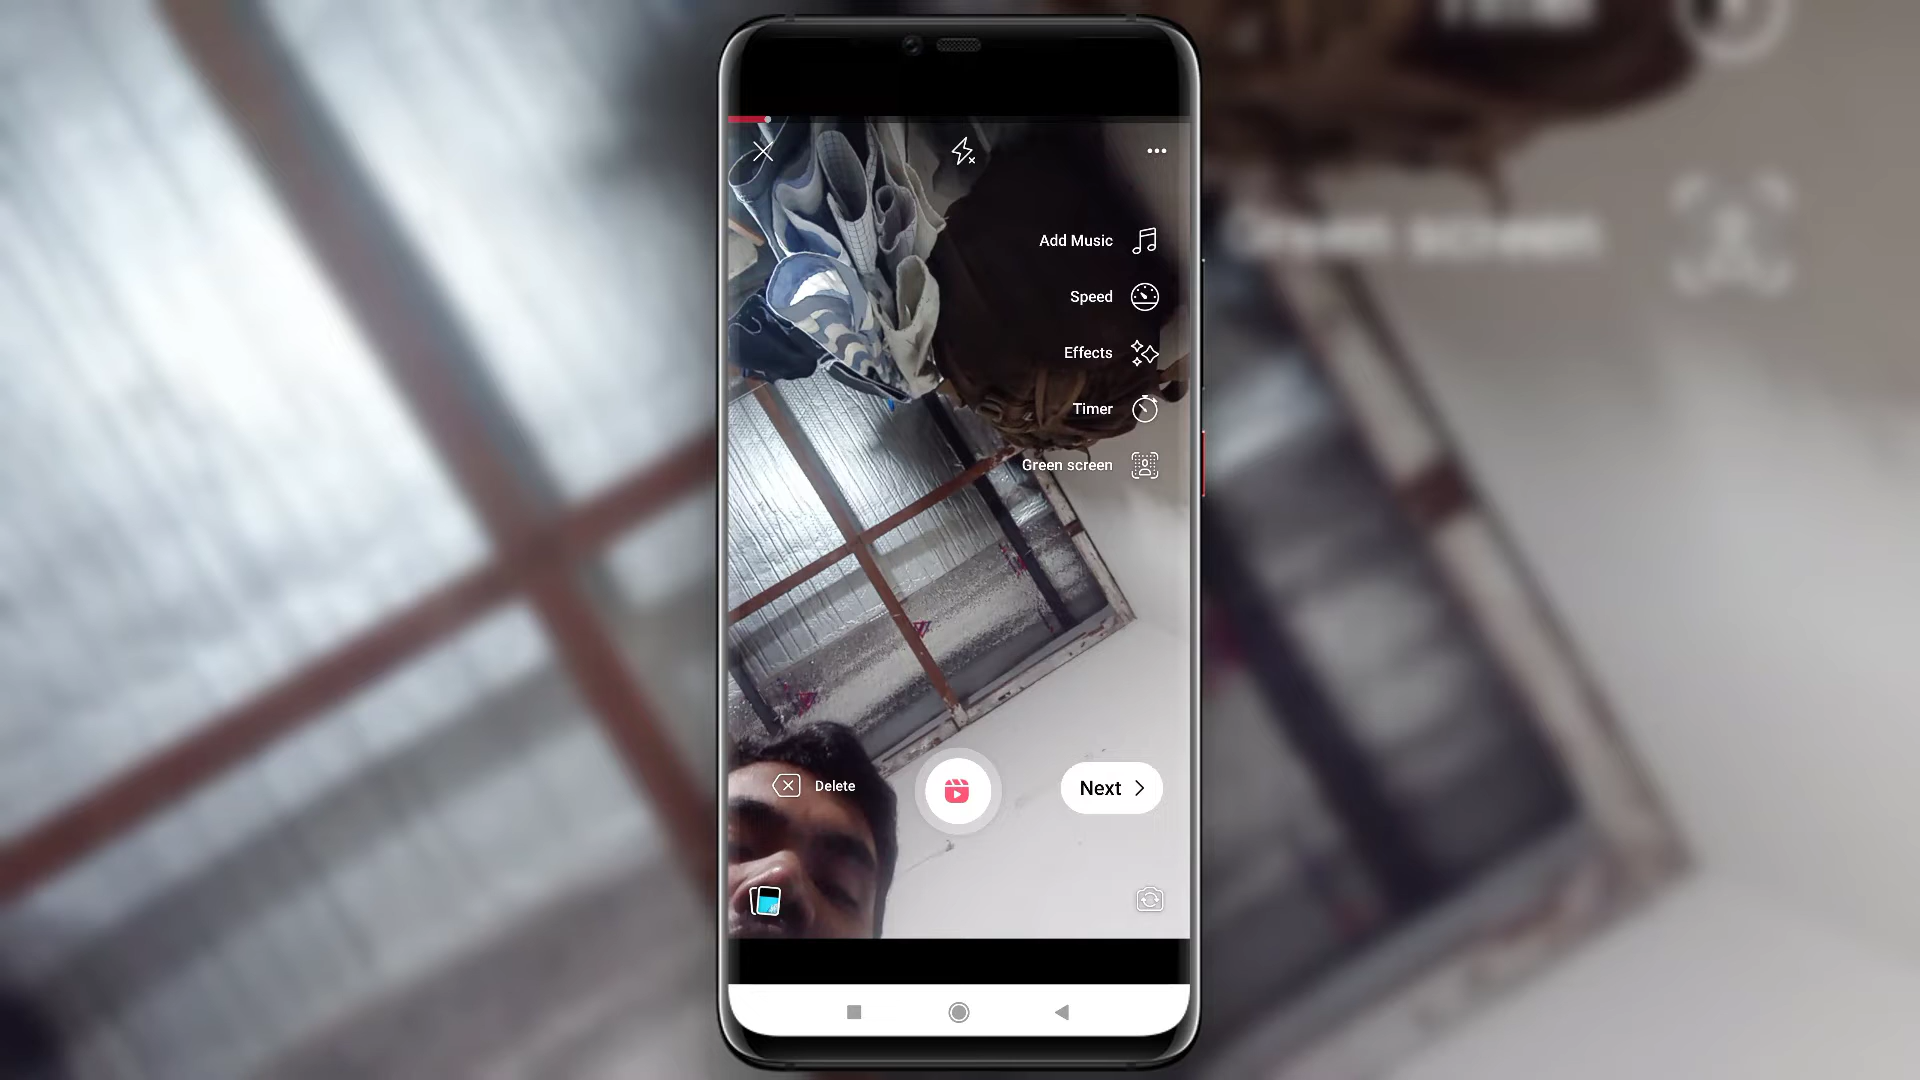 Add Music
Speed
Effects
Timer
Green screen
Delete
Next